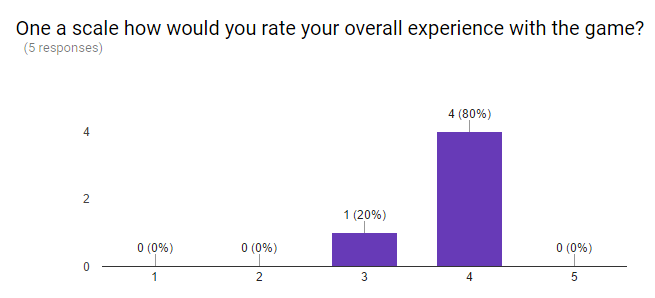 One a scale how would you rate your overall experience with the game?
(5 responses)
4 (80%)
4
2
1 (20%)
0 (0%) 0 (0%) 0 (0%)
0
1 2 3 4 5